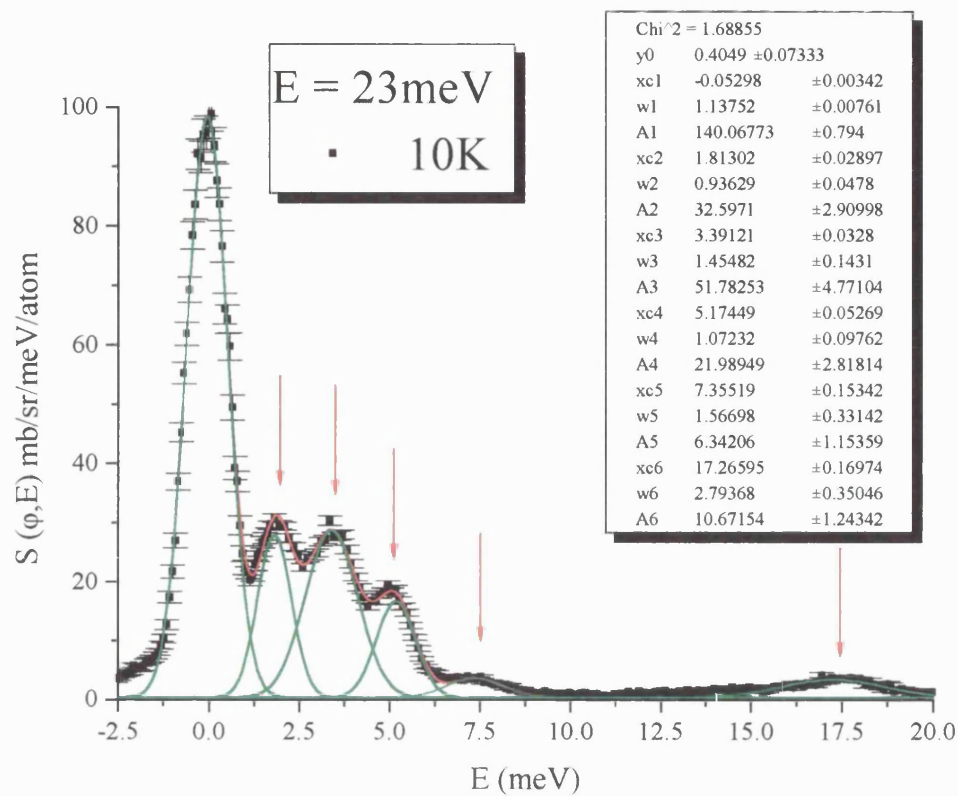 Chi^2 = 1.68855
y0 0.4049 ±0.07333
xc1 -0.05298 ±0.00342
w1 1.13752 ±0.00761
A1 140.06773 ±0.794
xc2 1.81302 ±0.02897
w2 0.93629 ±0.0478
A2 32.5971 ±2.90998
xc3 3.39121 ±0.0328
w3 1.45482 ±0.1431
A3 51.78253 ±4.77104
xc4 5.17449 ±0.05269
w4 1.07232 ±0.09762
A4 21.98949 ±2.81814
xc5 7.35519 ±0.15342
w5 1.56698 ±0.33142
A5 6.34206 ±1.15359
xc6 17.26595 ±0.16974
w6 2.79368 ±0.35046
A6 10.67154 ±1.24342
E = 23meV
10K
S (φ,E) mb/sr/meV/atom
100
80
60
40
20
0
-2.5 0.0 2.5 5.0 7.5 10.0 12.5 15.0 17.5 20.0
E (meV)